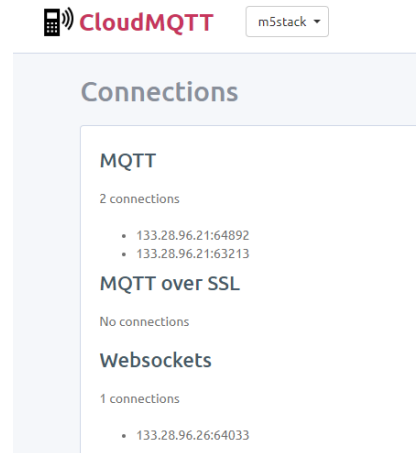 CloudMQTT m5stack
Connections
MQTT
2 connections
133.28.96.21:64892
133.28.96.21:63213
MQTT over SSL
No connections
Websockets
1 connections
133.28.96.26:64033